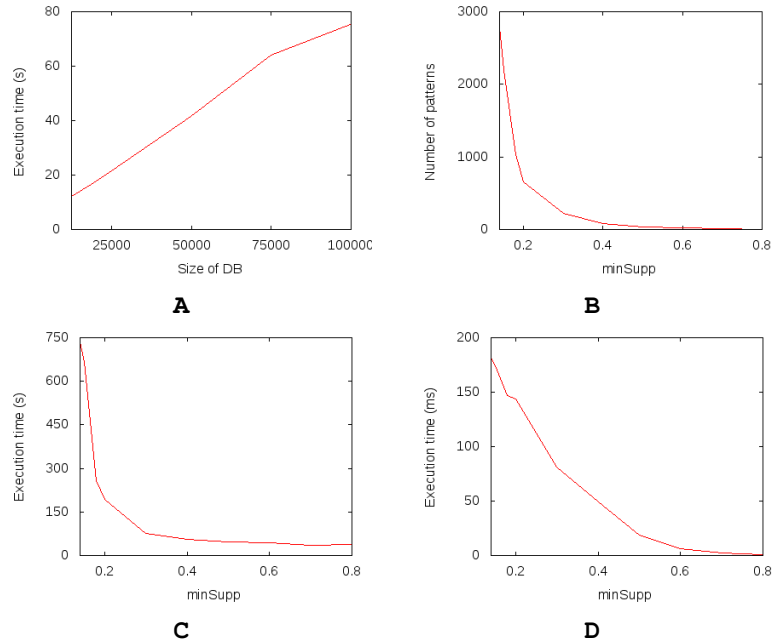 80
60
40
20
0
25000 50000 75000 100000
Execution time (s)
Size of DB
A
3000
2000
1000
0
0.2 0.4 0.6 0.8
Number of patterns
minSupp
B
750
600
450
300
150
0
0.2 0.4 0.6 0.8
Execution time (s)
minSupp
C
200
150
100
50
0
0.2 0.4 0.6 0.8
Execution time (ms)
minSupp
D